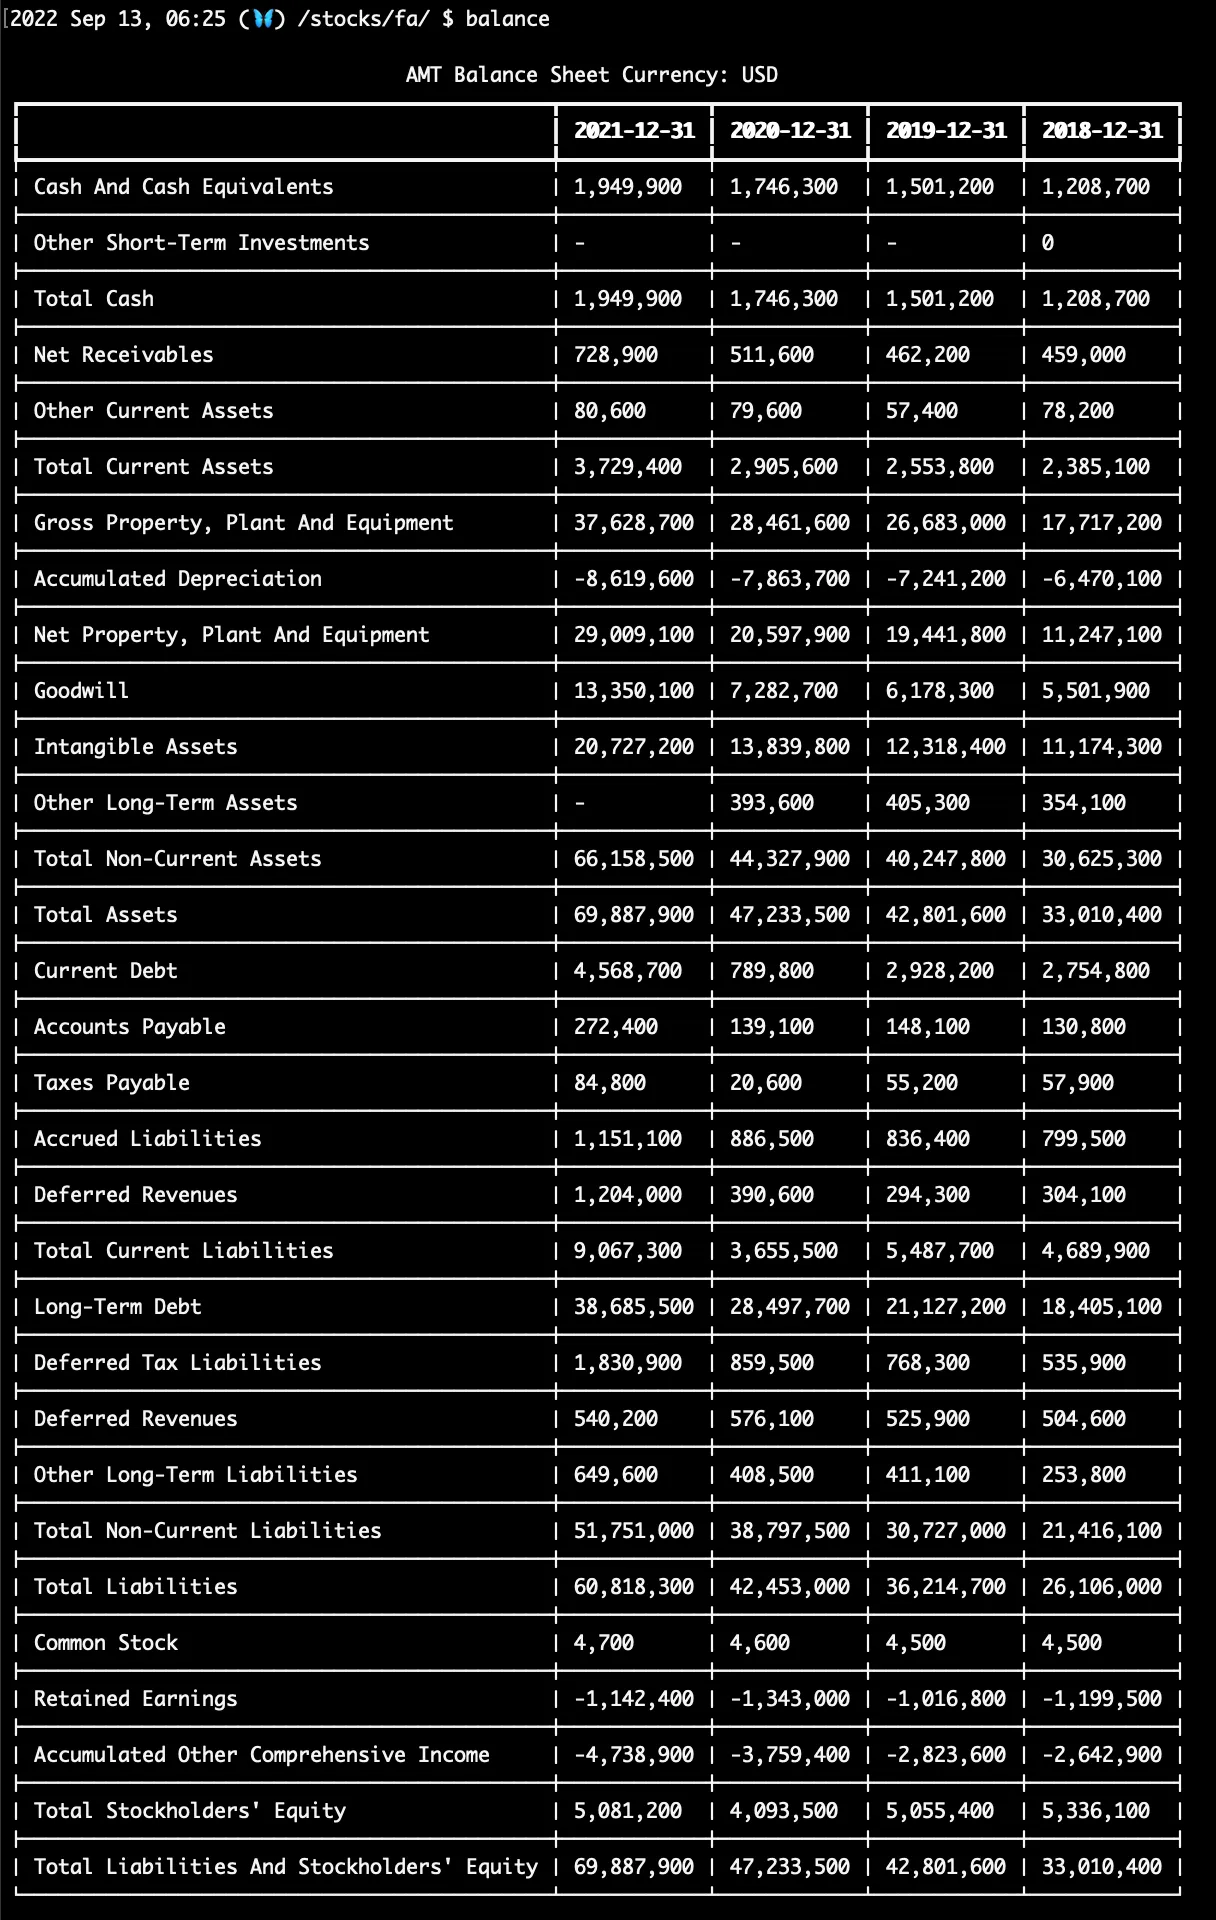 [2022 Sep 13, 06:25 (🦋) /stocks/fa/ $ balance
AMT Balance Sheet Currency: USD
2021-12-31 2020-12-31 2019-12-31 2018-12-31
Cash And Cash Equivalents 1,949,900 1,746,300 1,501,200 1,208,700
Other Short-Term Investments - - - 0
Total Cash 1,949,900 1,746,300 1,501,200 1,208,700
Net Receivables 728,900 511,600 462,200 459,000
Other Current Assets 80,600 79,600 57,400 78,200
Total Current Assets 3,729,400 2,905,600 2,553,800 2,385,100
Gross Property, Plant And Equipment 37,628,700 28,461,600 26,683,000 17,717,200
Accumulated Depreciation -8,619,600 -7,863,700 -7,241,200 -6,470,100
Net Property, Plant And Equipment 29,009,100 20,597,900 19,441,800 11,247,100
Goodwill 13,350,100 7,282,700 6,178,300 5,501,900
Intangible Assets 20,727,200 13,839,800 12,318,400 11,174,300
Other Long-Term Assets - 393,600 405,300 354,100
Total Non-Current Assets 66,158,500 44,327,900 40,247,800 30,625,300
Total Assets 69,887,900 47,233,500 42,801,600 33,010,400
Current Debt 4,568,700 789,800 2,928,200 2,754,800
Accounts Payable 272,400 139,100 148,100 130,800
Taxes Payable 84,800 20,600 55,200 57,900
Accrued Liabilities 1,151,100 886,500 836,400 799,500
Deferred Revenues 1,204,000 390,600 294,300 304,100
Total Current Liabilities 9,067,300 3,655,500 5,487,700 4,689,900
Long-Term Debt 38,685,500 28,497,700 21,127,200 18,405,100
Deferred Tax Liabilities 1,830,900 859,500 768,300 535,900
Deferred Revenues 540,200 576,100 525,900 504,600
Other Long-Term Liabilities 649,600 408,500 411,100 253,800
Total Non-Current Liabilities 51,751,000 38,797,500 30,727,000 21,416,100
Total Liabilities 60,818,300 42,453,000 36,214,700 26,106,000
Common Stock 4,700 4,600 4,500 4,500
Retained Earnings -1,142,400 -1,343,000 -1,016,800 -1,199,500
Accumulated Other Comprehensive Income -4,738,900 -3,759,400 -2,823,600 -2,642,900
Total Stockholders' Equity 5,081,200 4,093,500 5,055,400 5,336,100
Total Liabilities And Stockholders' Equity 69,887,900 47,233,500 42,801,600 33,010,400